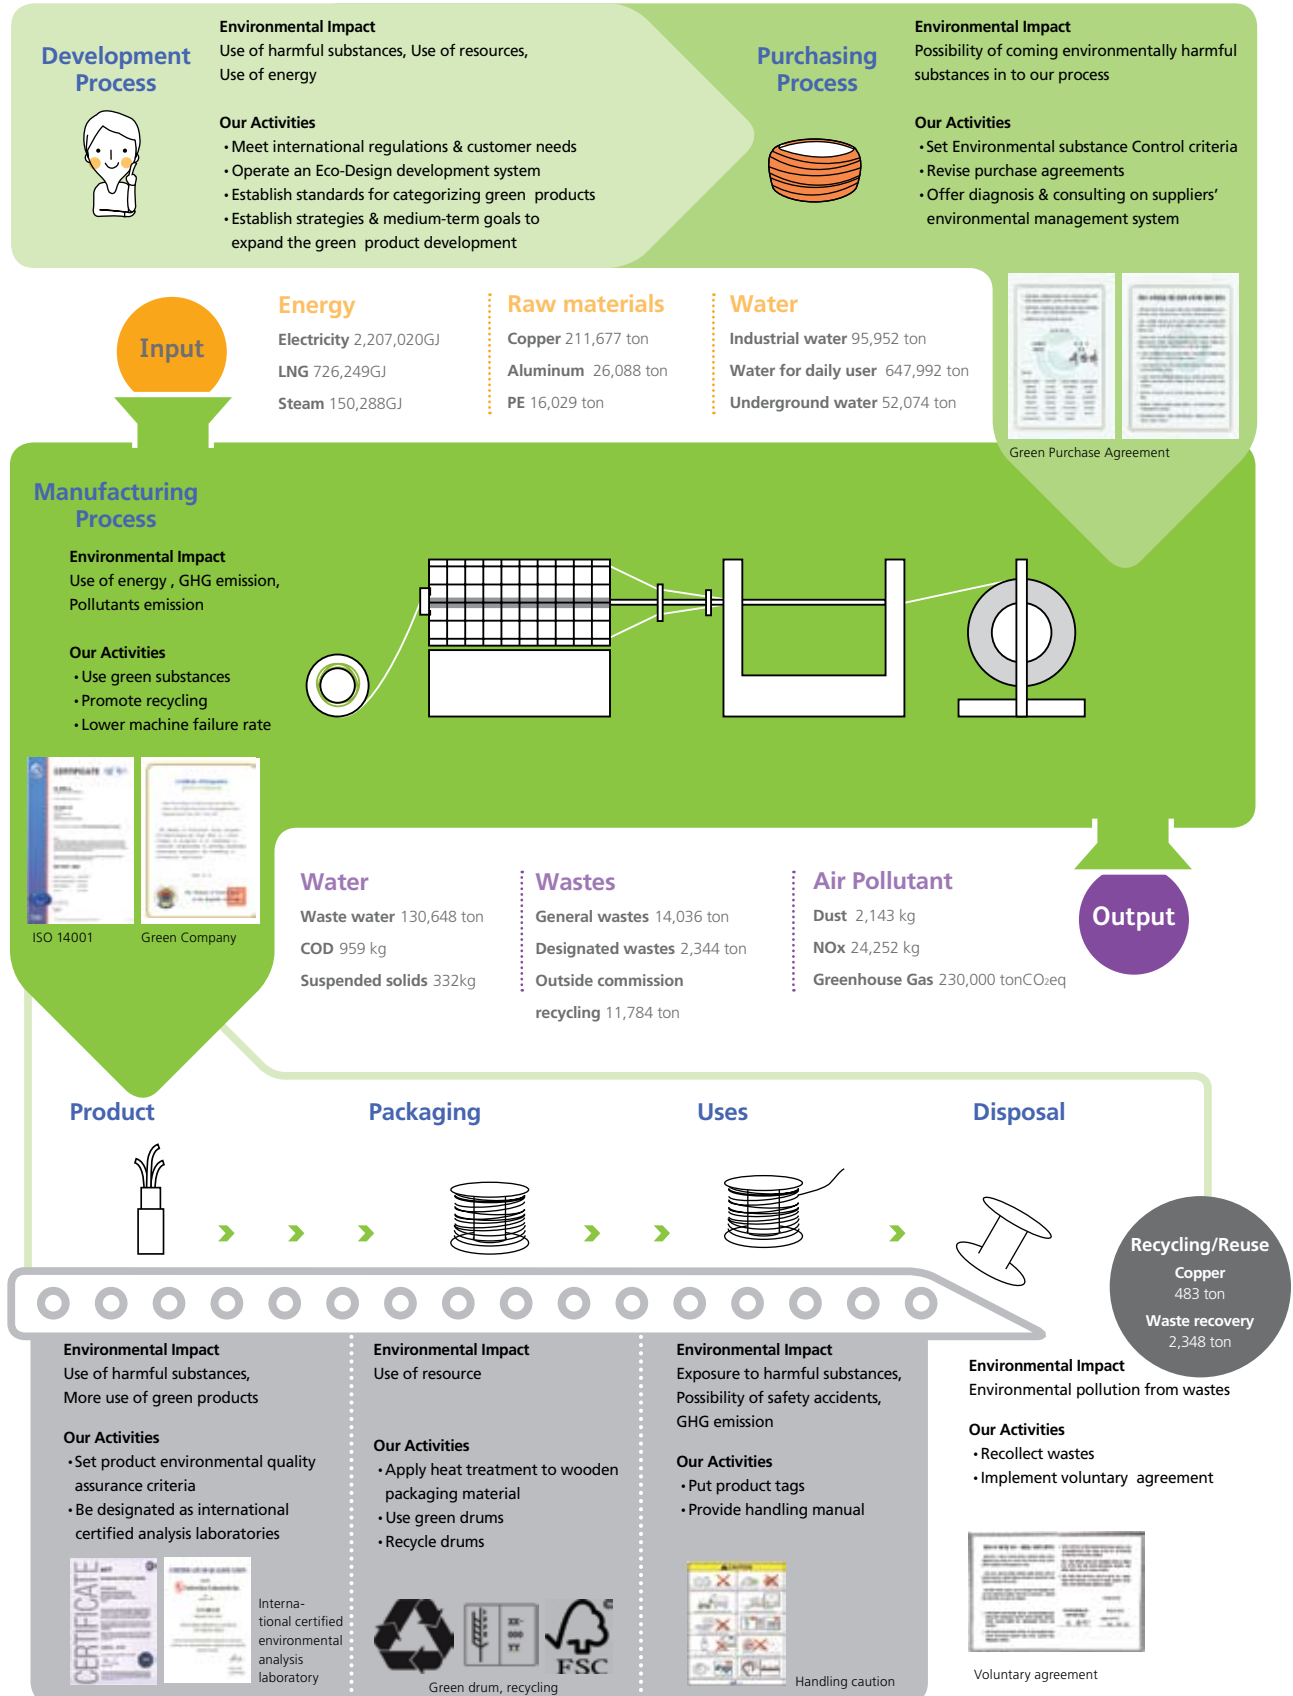 Development
Process
Environmental Impact
Use of harmful substances, Use of resources,
Use of energy
Our Activities
• Meet international regulations & customer needs
• Operate an Eco-Design development system
• Establish standards for categorizing green products
• Establish strategies & medium-term goals to
expand the green product development
Purchasing
Process
Environmental Impact
Possibility of coming environmentally harmful
substances in to our process
Our Activities
• Set Environmental substance Control criteria
• Revise purchase agreements
• Offer diagnosis & consulting on suppliers'
environmental management system
Green Purchase Agreement
Input
Energy
Electricity 2,207,020GJ
LNG 726,249GJ
Steam 150,288GJ
Raw materials
Copper 211,677 ton
Aluminum 26,088 ton
PE 16,029 ton
Water
Industrial water 95,952 ton
Water for daily user 647,992 ton
Underground water 52,074 ton
Manufacturing
Process
Environmental Impact
Use of energy , GHG emission,
Pollutants emission
Our Activities
• Use green substances
• Promote recycling
• Lower machine failure rate
CERTIFICATE
ISO 14001
Green Company
Water
Waste water 130,648 ton
COD 959 kg
Suspended solids 332kg
Wastes
General wastes 14,036 ton
Designated wastes 2,344 ton
Outside commission
recycling 11,784 ton
Air Pollutant
Dust 2,143 kg
NOx 24,252 kg
Greenhouse Gas 230,000 tonCO₂eq
Output
Product
Packaging
Uses
Disposal
Recycling/Reuse
Copper
483 ton
Waste recovery
2,348 ton
Environmental Impact
Use of harmful substances,
More use of green products
Our Activities
• Set product environmental quality
assurance criteria
• Be designated as international
certified analysis laboratories
CERTIFICATE
Interna-
tional certified
environmental
analysis
laboratory
Environmental Impact
Use of resource
Our Activities
• Apply heat treatment to wooden
packaging material
• Use green drums
• Recycle drums
XX-
000
YY
FSC
Green drum, recycling
Environmental Impact
Exposure to harmful substances,
Possibility of safety accidents,
GHG emission
Our Activities
• Put product tags
• Provide handling manual
CAUTION
Handling caution
Environmental Impact
Environmental pollution from wastes
Our Activities
• Recollect wastes
• Implement voluntary agreement
Voluntary agreement